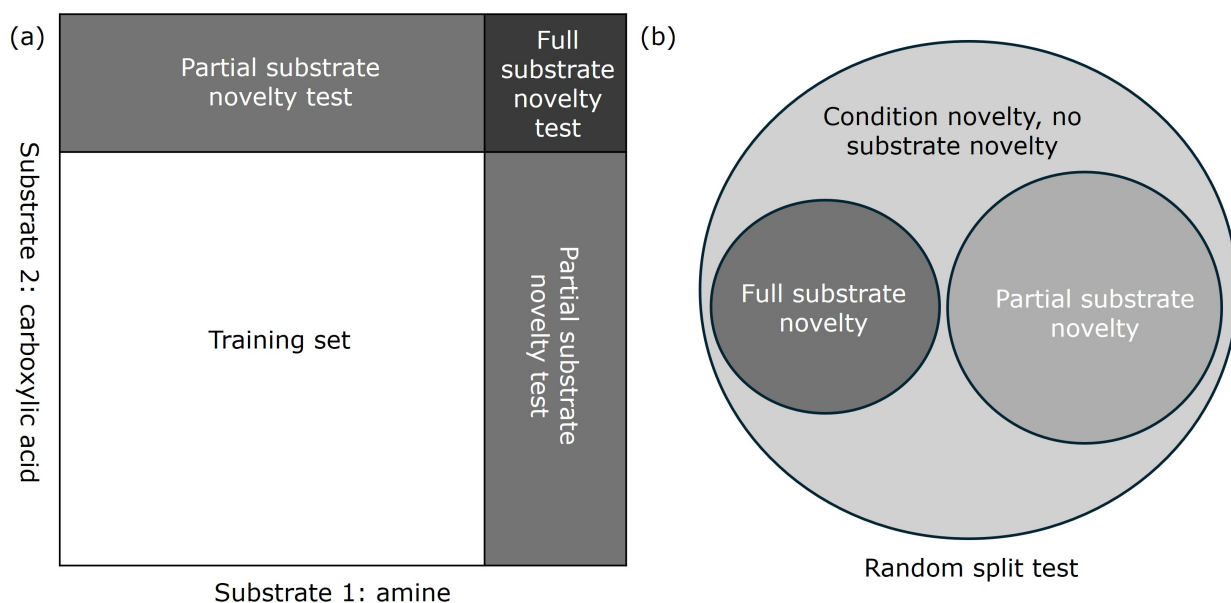 (a)
Partial substrate
novelty test
Full
substrate
novelty
test
Substrate 2: carboxylic acid
Training set
Partial substrate
novelty test
Substrate 1: amine
(b)
Condition novelty, no
substrate novelty
Full substrate
novelty
Partial substrate
novelty
Random split test